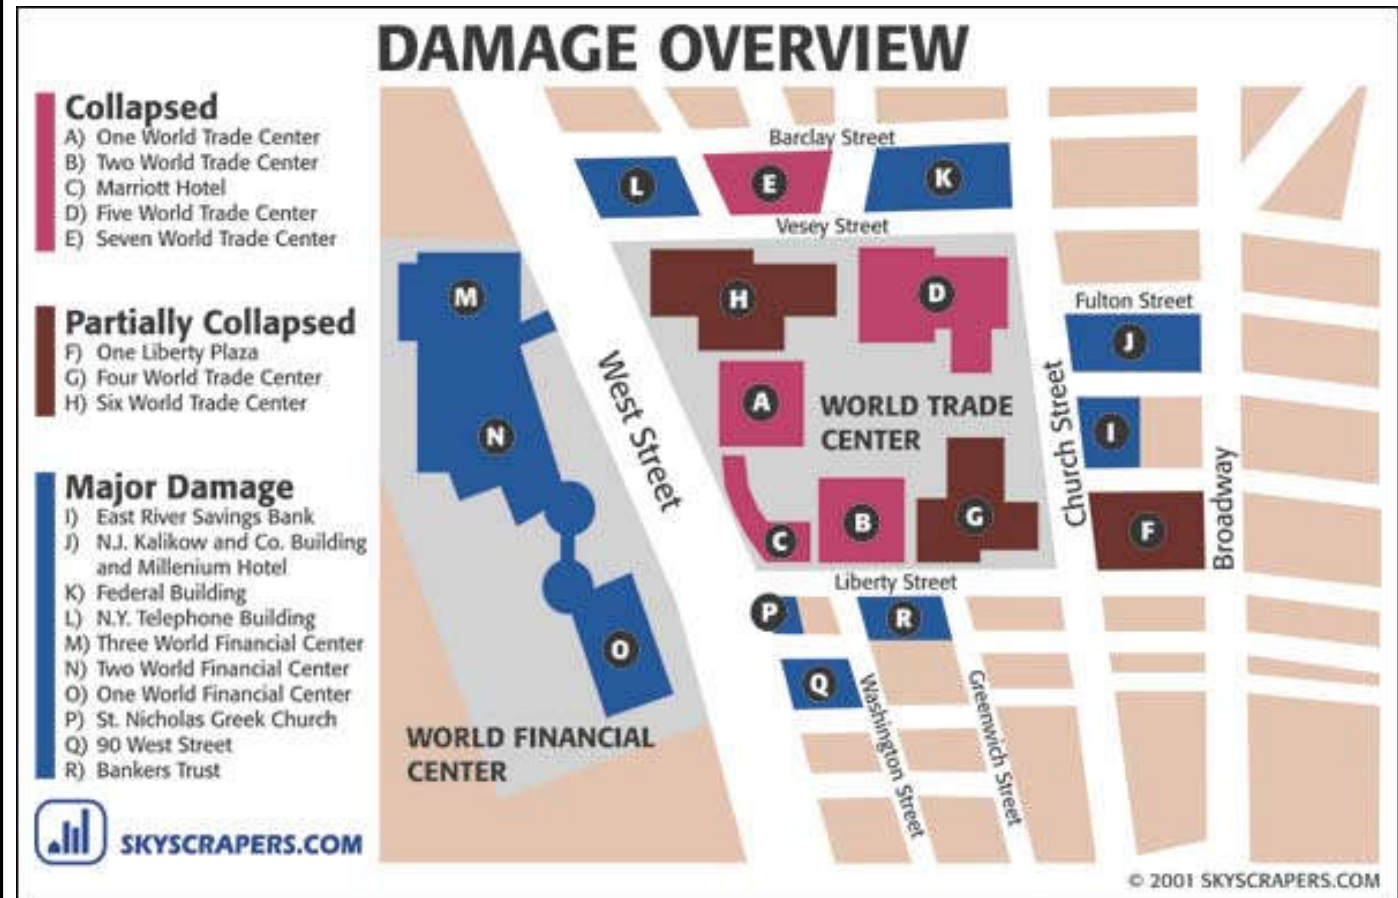 DAMAGE OVERVIEW
Collapsed
A) One World Trade Center
B) Two World Trade Center
C) Marriott Hotel
D) Five World Trade Center
E) Seven World Trade Center
Partially Collapsed
F) One Liberty Plaza
G) Four World Trade Center
H) Six World Trade Center
Major Damage
I) East River Savings Bank
J) N.J. Kalikow and Co. Building
and Millenium Hotel
K) Federal Building
L) N.Y. Telephone Building
M) Three World Financial Center
N) Two World Financial Center
O) One World Financial Center
P) St. Nicholas Greek Church
Q) 90 West Street
R) Bankers Trust
SKYSCRAPERS.COM
Barclay Street
L
E
K
Vesey Street
M
H
D
Fulton Street
J
West Street
A
WORLD TRADE
CENTER
Church Street
I
N
Broadway
C
B
G
F
Liberty Street
P
R
O
Q
Washington Street
Greenwich Street
WORLD FINANCIAL
CENTER
© 2001 SKYSCRAPERS.COM